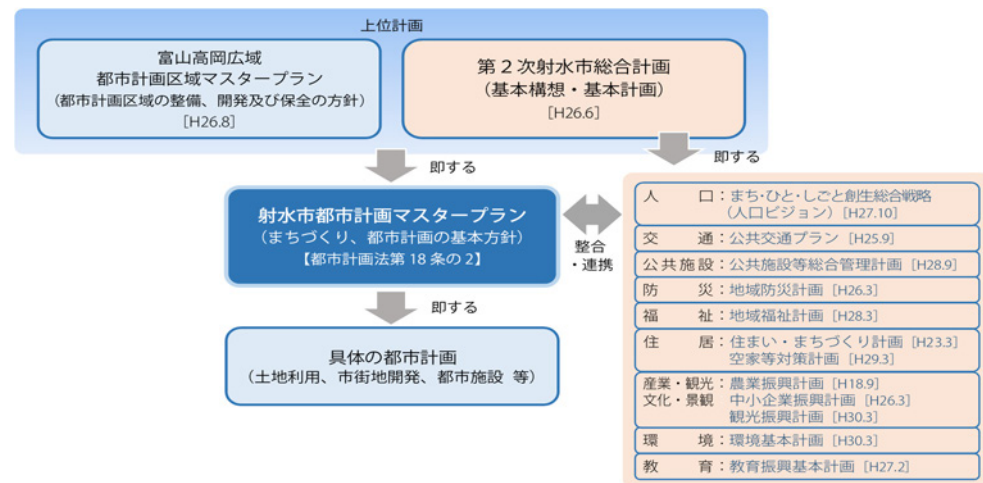 上位計画
富山高岡広域
都市計画区域マスタープラン
（都市計画区域の整備、開発及び保全の方針）
［H26.8］
第２次射水市総合計画
（基本構想・基本計画）
［H26.6］
即する
即する
射水市都市計画マスタープラン
（まちづくり、都市計画の基本方針）
【都市計画法第 18 条の 2】
整合
・連携
即する
具体の都市計画
（土地利用、市街地開発、都市施設 等）
人　　口：まち・ひと・しごと創生総合戦略
（人口ビジョン）［H27.10］
交　　通：公共交通プラン［H25.9］
公共施設：公共施設等総合管理計画［H28.9］
防　　災：地域防災計画［H26.3］
福　　祉：地域福祉計画［H28.3］
住　　居：住まい・まちづくり計画［H23.3］
空家等対策計画［H29.3］
産業・観光：農業振興計画［H18.9］
文化・景観　中小企業振興計画［H26.3］
観光振興計画［H30.3］
環　　境：環境基本計画［H30.3］
教　　育：教育振興基本計画［H27.2］